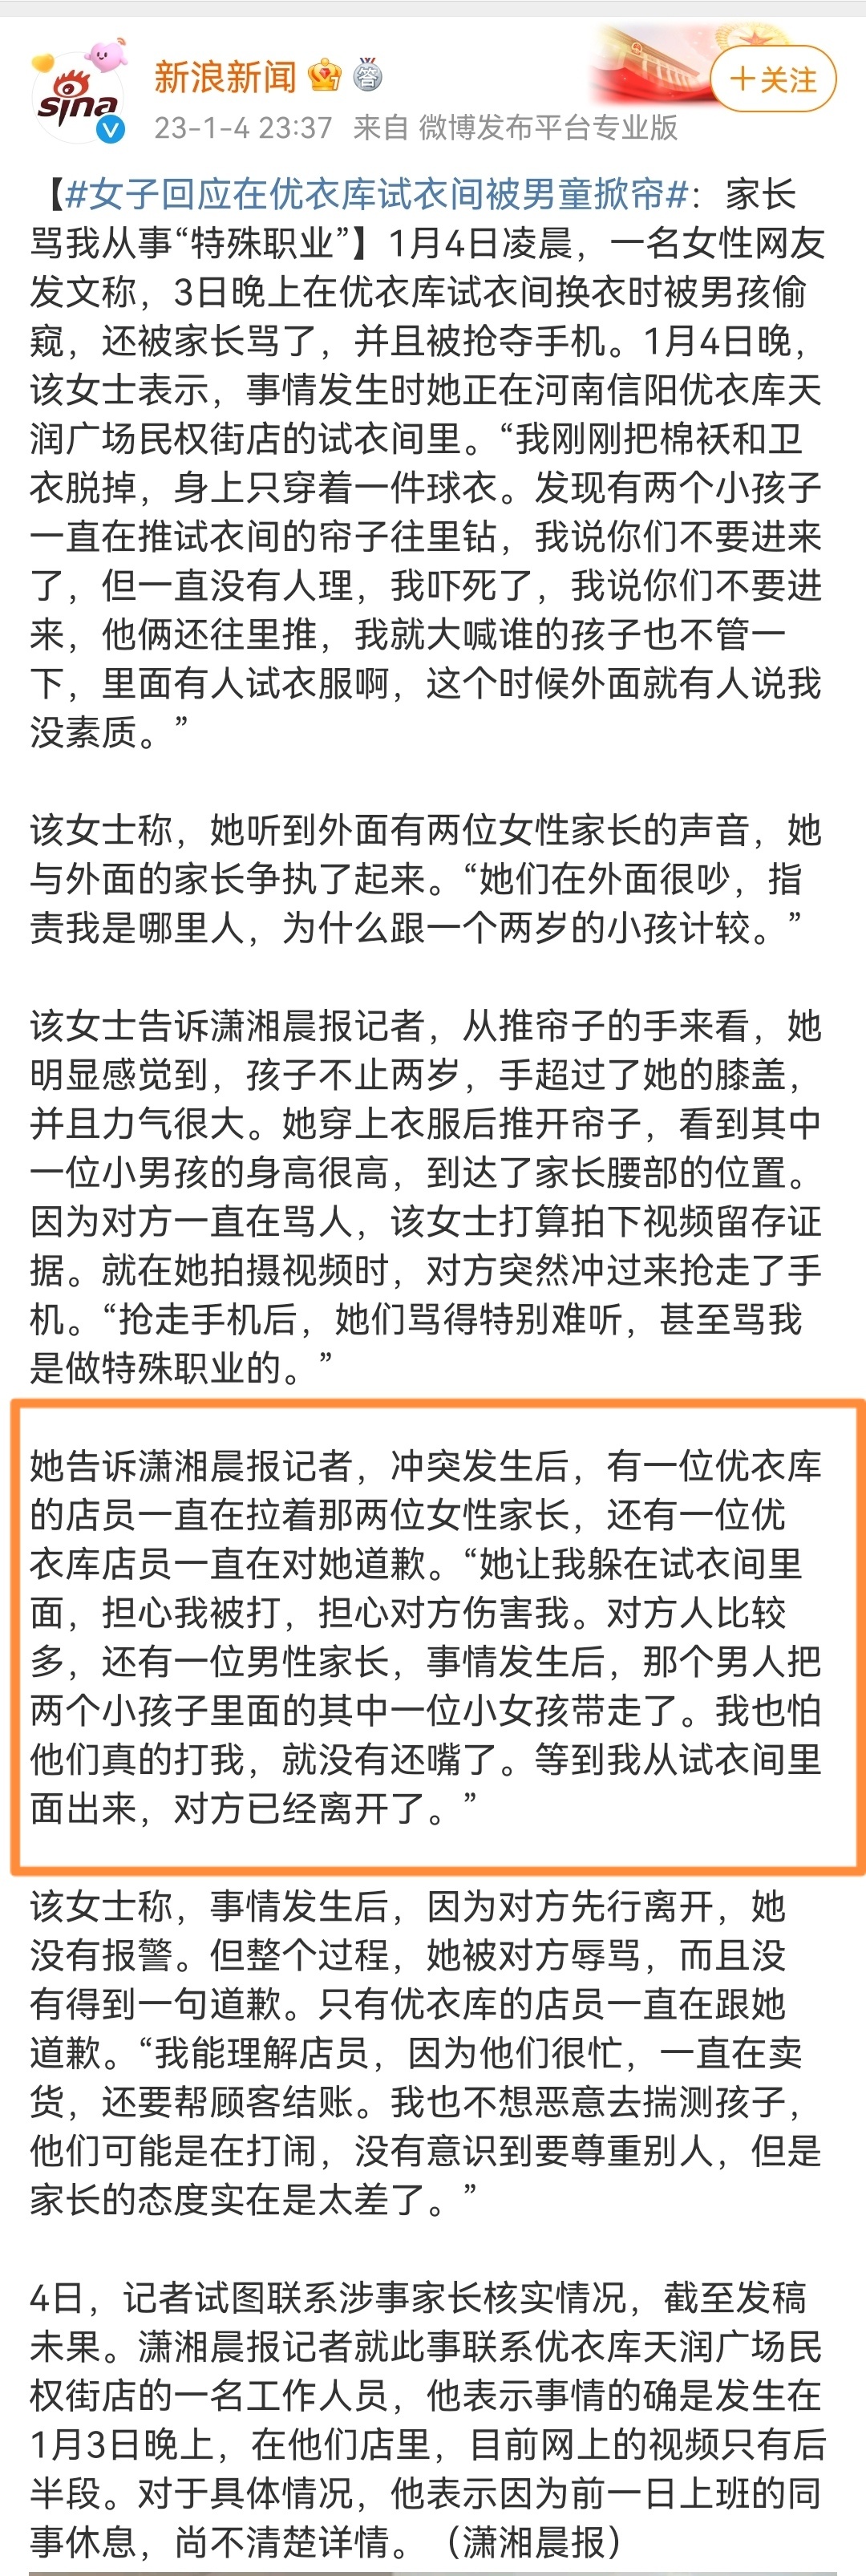 sina
新浪新闻
答
+关注
23-1-4 23:37 来自 微博发布平台专业版
【#女子回应在优衣库试衣间被男童掀帘#：家长
骂我从事“特殊职业”】1月4日凌晨，一名女性网友
发文称，3日晚上在优衣库试衣间换衣时被男孩偷
窥，还被家长骂了，并且被抢夺手机。1月4日晚，
该女士表示，事情发生时她正在河南信阳优衣库天
润广场民权街店的试衣间里。“我刚刚把棉袄和卫
衣脱掉，身上只穿着一件球衣。发现有两个小孩子
一直在推试衣间的帘子往里钻，我说你们不要进来
了，但一直没有人理，我吓死了，我说你们不要进
来，他俩还往里推，我就大喊谁的孩子也不管一
下，里面有人试衣服啊，这个时候外面就有人说我
没素质。”
该女士称，她听到外面有两位女性家长的声音，她
与外面的家长争执了起来。“她们在外面很吵，指
责我是哪里人，为什么跟一个两岁的小孩计较。”
该女士告诉潇湘晨报记者，从推帘子的手来看，她
明显感觉到，孩子不止两岁，手超过了她的膝盖，
并且力气很大。她穿上衣服后推开帘子，看到其中
一位小男孩的身高很高，到达了家长腰部的位置。
因为对方一直在骂人，该女士打算拍下视频留存证
据。就在她拍摄视频时，对方突然冲过来抢走了手
机。“抢走手机后，她们骂得特别难听，甚至骂我
是做特殊职业的。”
她告诉潇湘晨报记者，冲突发生后，有一位优衣库
的店员一直在拉着那两位女性家长，还有一位优
衣库店员一直在对她道歉。“她让我躲在试衣间里
面，担心我被打，担心对方伤害我。对方人比较
多，还有一位男性家长，事情发生后，那个男人把
两个小孩子里面的其中一位小女孩带走了。我也怕
他们真的打我，就没有还嘴了。等到我从试衣间里
面出来，对方已经离开了。”
该女士称，事情发生后，因为对方先行离开，她
没有报警。但整个过程，她被对方辱骂，而且没
有得到一句道歉。只有优衣库的店员一直在跟她
道歉。“我能理解店员，因为他们很忙，一直在卖
货，还要帮顾客结账。我也不想恶意去揣测孩子，
他们可能是在打闹，没有意识到要尊重别人，但是
家长的态度实在是太差了。”
4日，记者试图联系涉事家长核实情况，截至发稿
未果。潇湘晨报记者就此事联系优衣库天润广场民
权街店的一名工作人员，他表示事情的确是发生在
1月3日晚上，在他们店里，目前网上的视频只有后
半段。对于具体情况，他表示因为前一日上班的同
事休息，尚不清楚详情。（潇湘晨报）